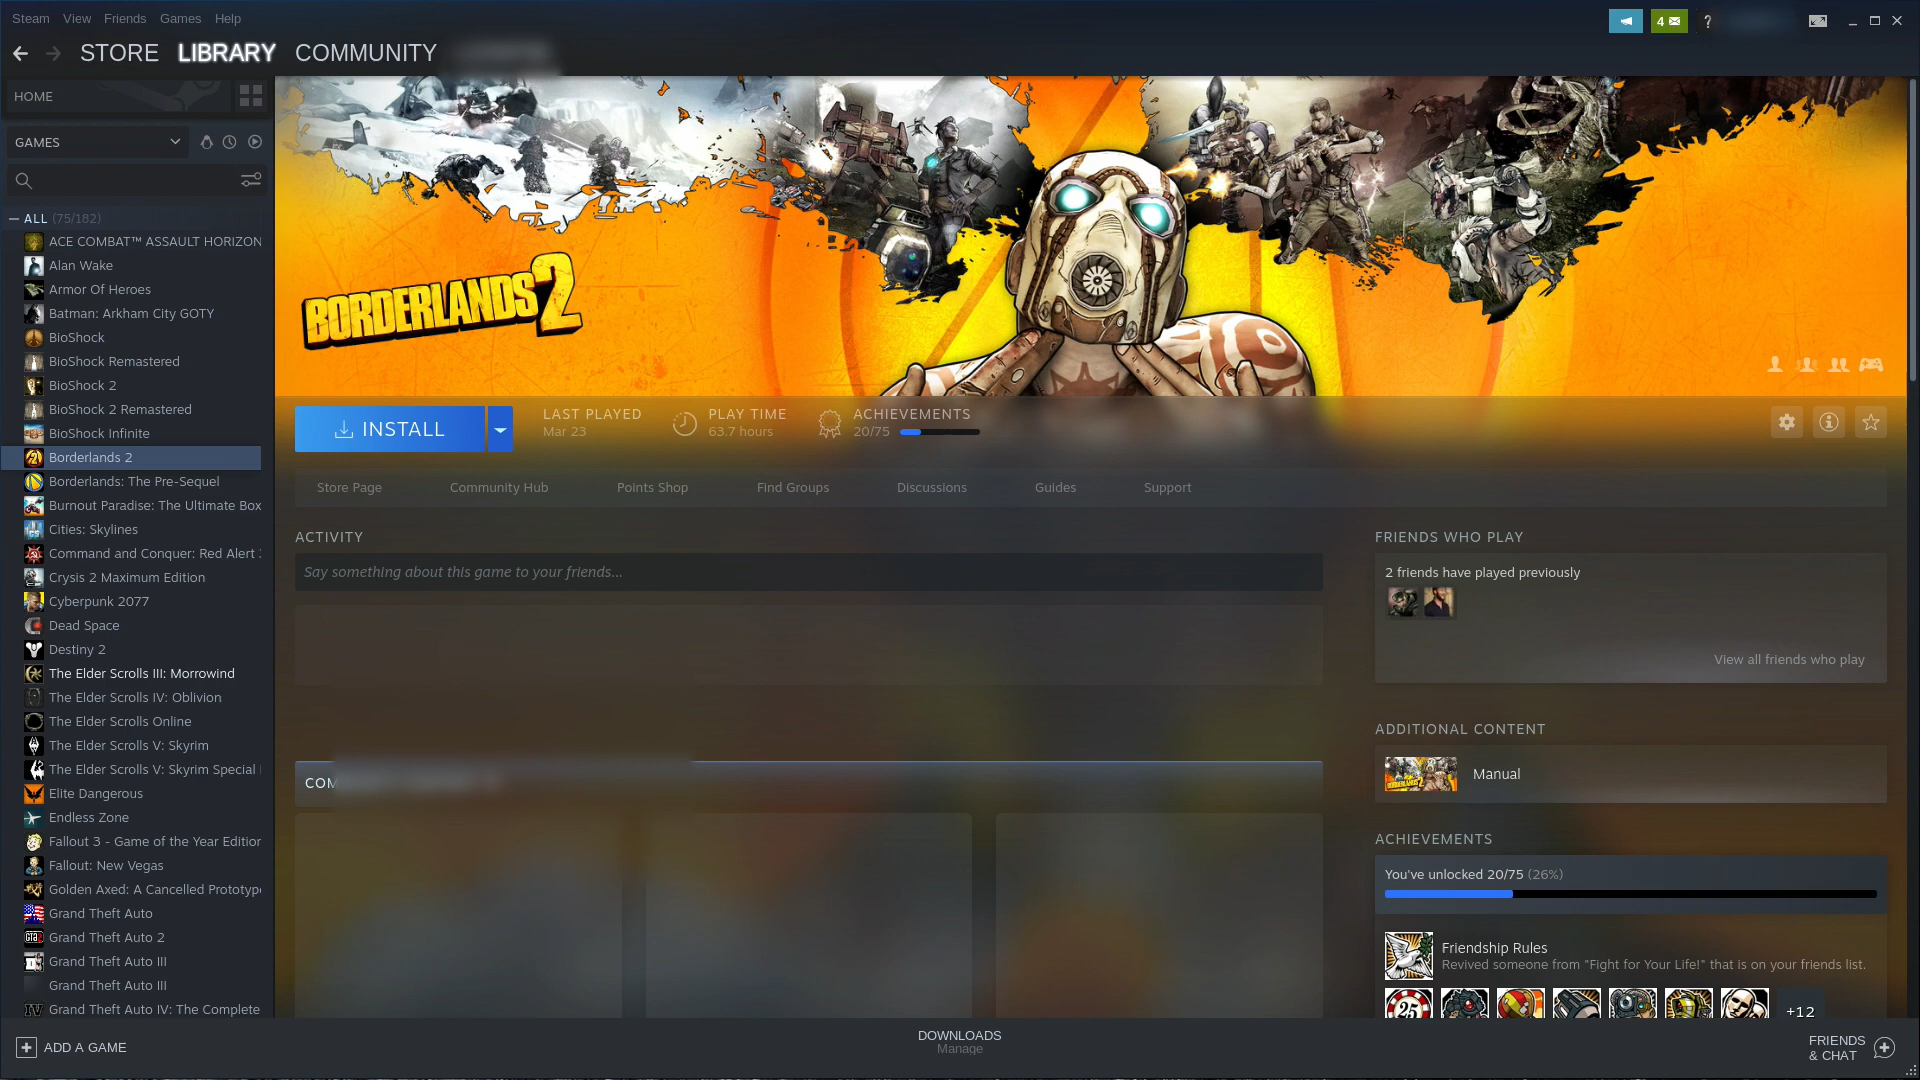 Steam View Friends Games Help
4 ?
STORE LIBRARY COMMUNITY
HOME
GAMES
ALL (75/182)
ACE COMBAT™ ASSAULT HORIZON
Alan Wake
Armor Of Heroes
Batman: Arkham City GOTY
BioShock
BioShock Remastered
BioShock 2
BioShock 2 Remastered
BioShock Infinite
Borderlands 2
Borderlands: The Pre-Sequel
Burnout Paradise: The Ultimate Box
Cities: Skylines
Command and Conquer: Red Alert
Crysis 2 Maximum Edition
Cyberpunk 2077
Dead Space
Destiny 2
The Elder Scrolls III: Morrowind
The Elder Scrolls IV: Oblivion
The Elder Scrolls Online
The Elder Scrolls V: Skyrim
The Elder Scrolls V: Skyrim Special
Elite Dangerous
Endless Zone
Fallout 3 - Game of the Year Edition
Fallout: New Vegas
Golden Axed: A Cancelled Prototype
Grand Theft Auto
Grand Theft Auto 2
Grand Theft Auto III
Grand Theft Auto III
Grand Theft Auto IV: The Complete
ADD A GAME
BORDERLANDS 2
INSTALL
LAST PLAYED
Mar 23
PLAY TIME
63.7 hours
ACHIEVEMENTS
20/75
Store Page Community Hub Points Shop Find Groups Discussions Guides Support
ACTIVITY
Say something about this game to your friends...
COM
FRIENDS WHO PLAY
2 friends have played previously
View all friends who play
ADDITIONAL CONTENT
Manual
ACHIEVEMENTS
You've unlocked 20/75 (26%)
Friendship Rules
Revived someone from "Fight for Your Life!" that is on your friends list.
25
+12
DOWNLOADS
Manage
FRIENDS
& CHAT